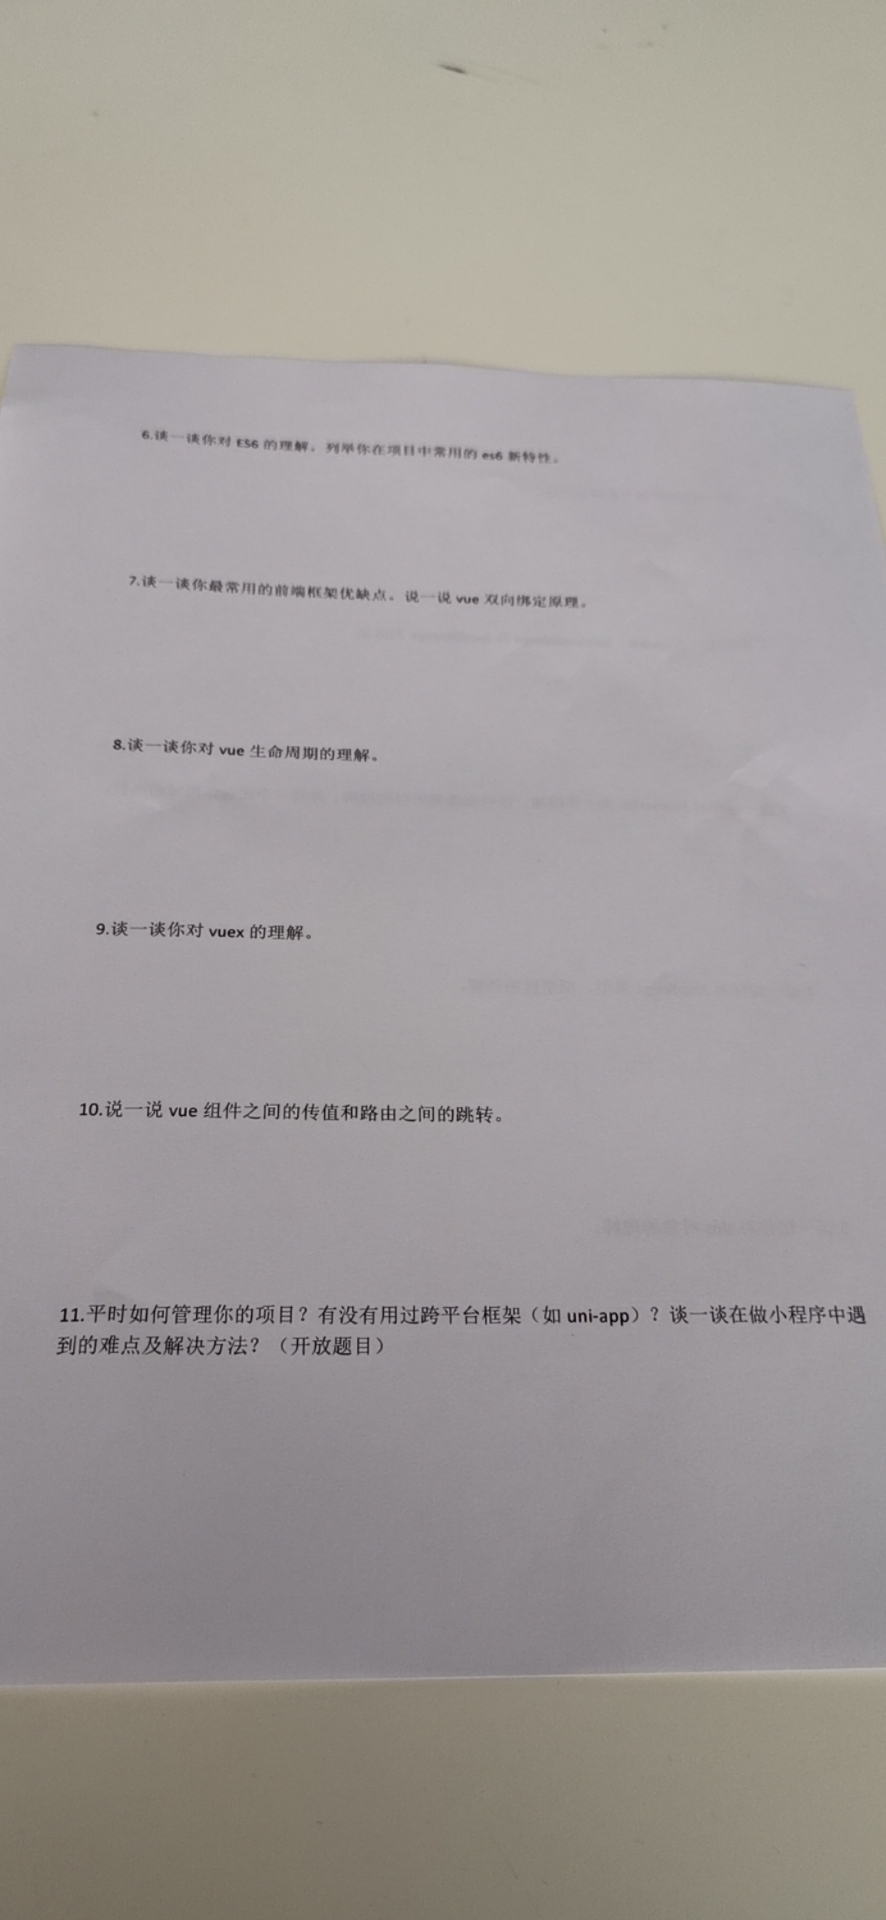 6.谈一谈你对 ES6 的理解。列举你在项目中常用的 es6 新特性。
7.谈一谈你最常用的前端框架优缺点。说一说 vue 双向绑定原理。
8.谈一谈你对 vue 生命周期的理解。
9.谈一谈你对 vuex 的理解。
10.说一说 vue 组件之间的传值和路由之间的跳转。
11.平时如何管理你的项目？有没有用过跨平台框架（如 uni-app）？谈一谈在做小程序中遇
到的难点及解决方法？（开放题目）